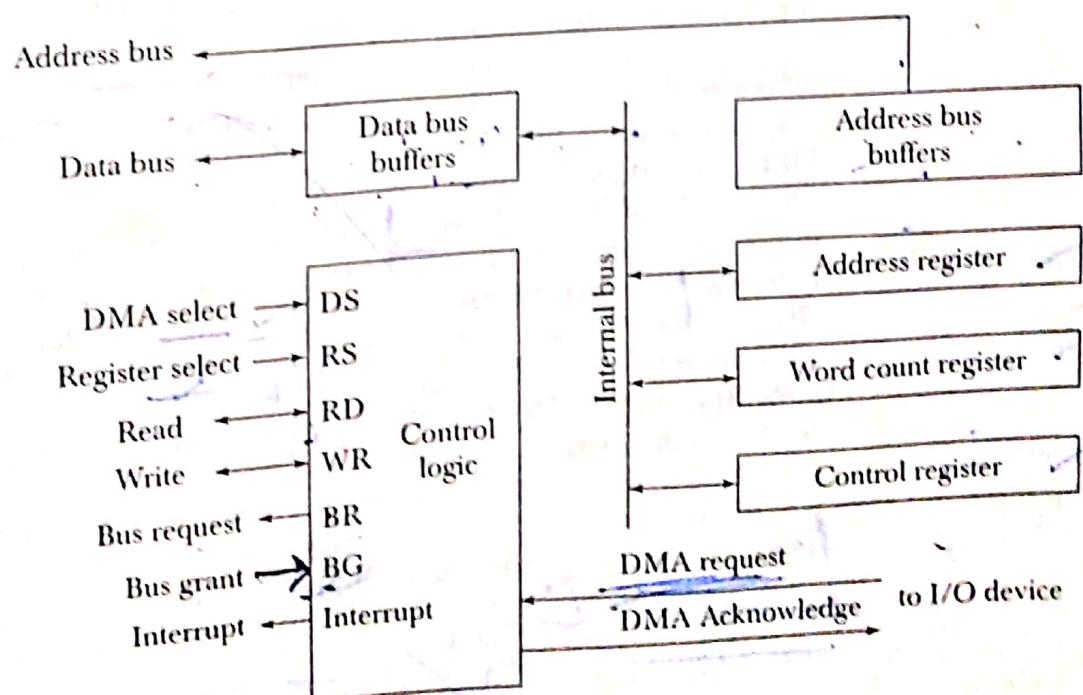 Address bus
Data bus
Data bus
buffers
Address bus
buffers
Internal bus
Address register
Word count register
Control register
DMA select
DS
Register select
RS
Read
RD
Write
WR
Control
logic
Bus request
BR
Bus grant
BG
Interrupt
Interrupt
DMA request
DMA Acknowledge
to I/O device